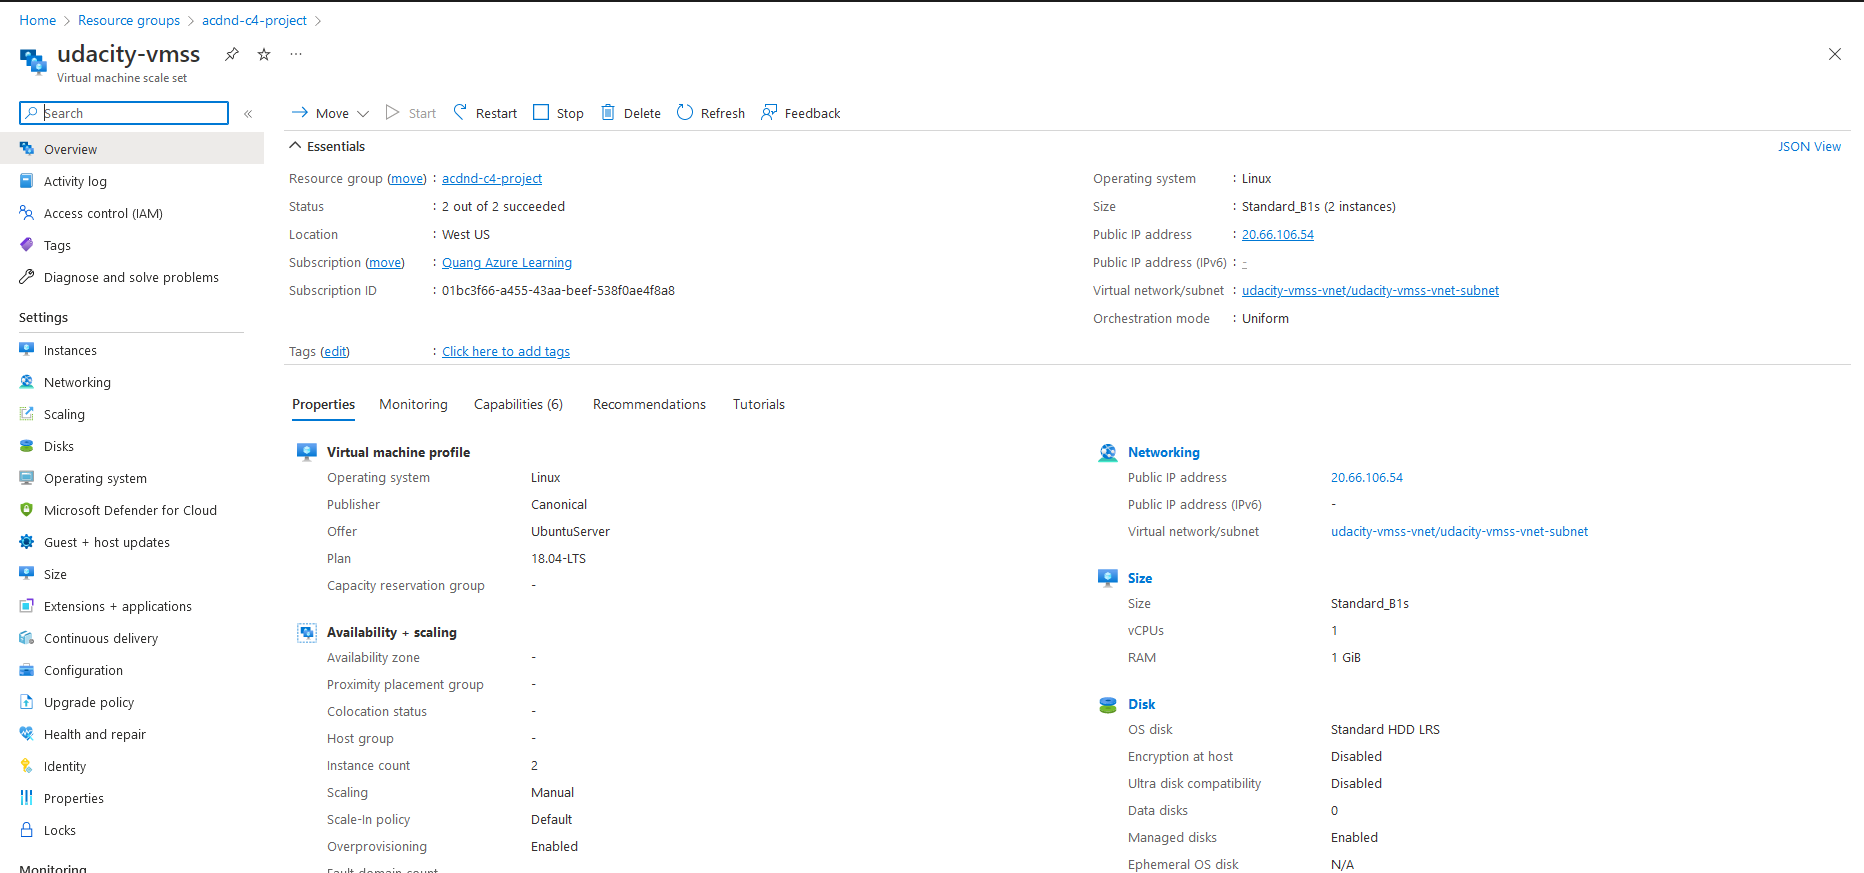 Home > Resource groups > acdnd-c4-project >
udacity-vmss
Virtual machine scale set
Search
«
Move
Start
Restart
Stop
Delete
Refresh
Feedback
Overview
Activity log
Access control (IAM)
Tags
Diagnose and solve problems
Settings
Instances
Networking
Scaling
Disks
Operating system
Microsoft Defender for Cloud
Guest + host updates
Size
Extensions + applications
Continuous delivery
Configuration
Upgrade policy
Health and repair
Identity
Properties
Locks
Monitoring
Essentials
JSON View
Resource group (move) : acdnd-c4-project
Status : 2 out of 2 succeeded
Location : West US
Subscription (move) : Quang Azure Learning
Subscription ID : 01bc3f66-a455-43aa-beef-538f0ae4f8a8
Tags (edit) : Click here to add tags
Operating system : Linux
Size : Standard_B1s (2 instances)
Public IP address : 20.66.106.54
Public IP address (IPv6) : -
Virtual network/subnet : udacity-vmss-vnet/udacity-vmss-vnet-subnet
Orchestration mode : Uniform
Properties
Monitoring
Capabilities (6)
Recommendations
Tutorials
Virtual machine profile
Operating system Linux
Publisher Canonical
Offer UbuntuServer
Plan 18.04-LTS
Capacity reservation group -
Availability + scaling
Availability zone -
Proximity placement group -
Colocation status -
Host group -
Instance count 2
Scaling Manual
Scale-In policy Default
Overprovisioning Enabled
Fault domain count
Networking
Public IP address 20.66.106.54
Public IP address (IPv6) -
Virtual network/subnet udacity-vmss-vnet/udacity-vmss-vnet-subnet
Size
Size Standard_B1s
vCPUs 1
RAM 1 GiB
Disk
OS disk Standard HDD LRS
Encryption at host Disabled
Ultra disk compatibility Disabled
Data disks 0
Managed disks Enabled
Ephemeral OS disk N/A